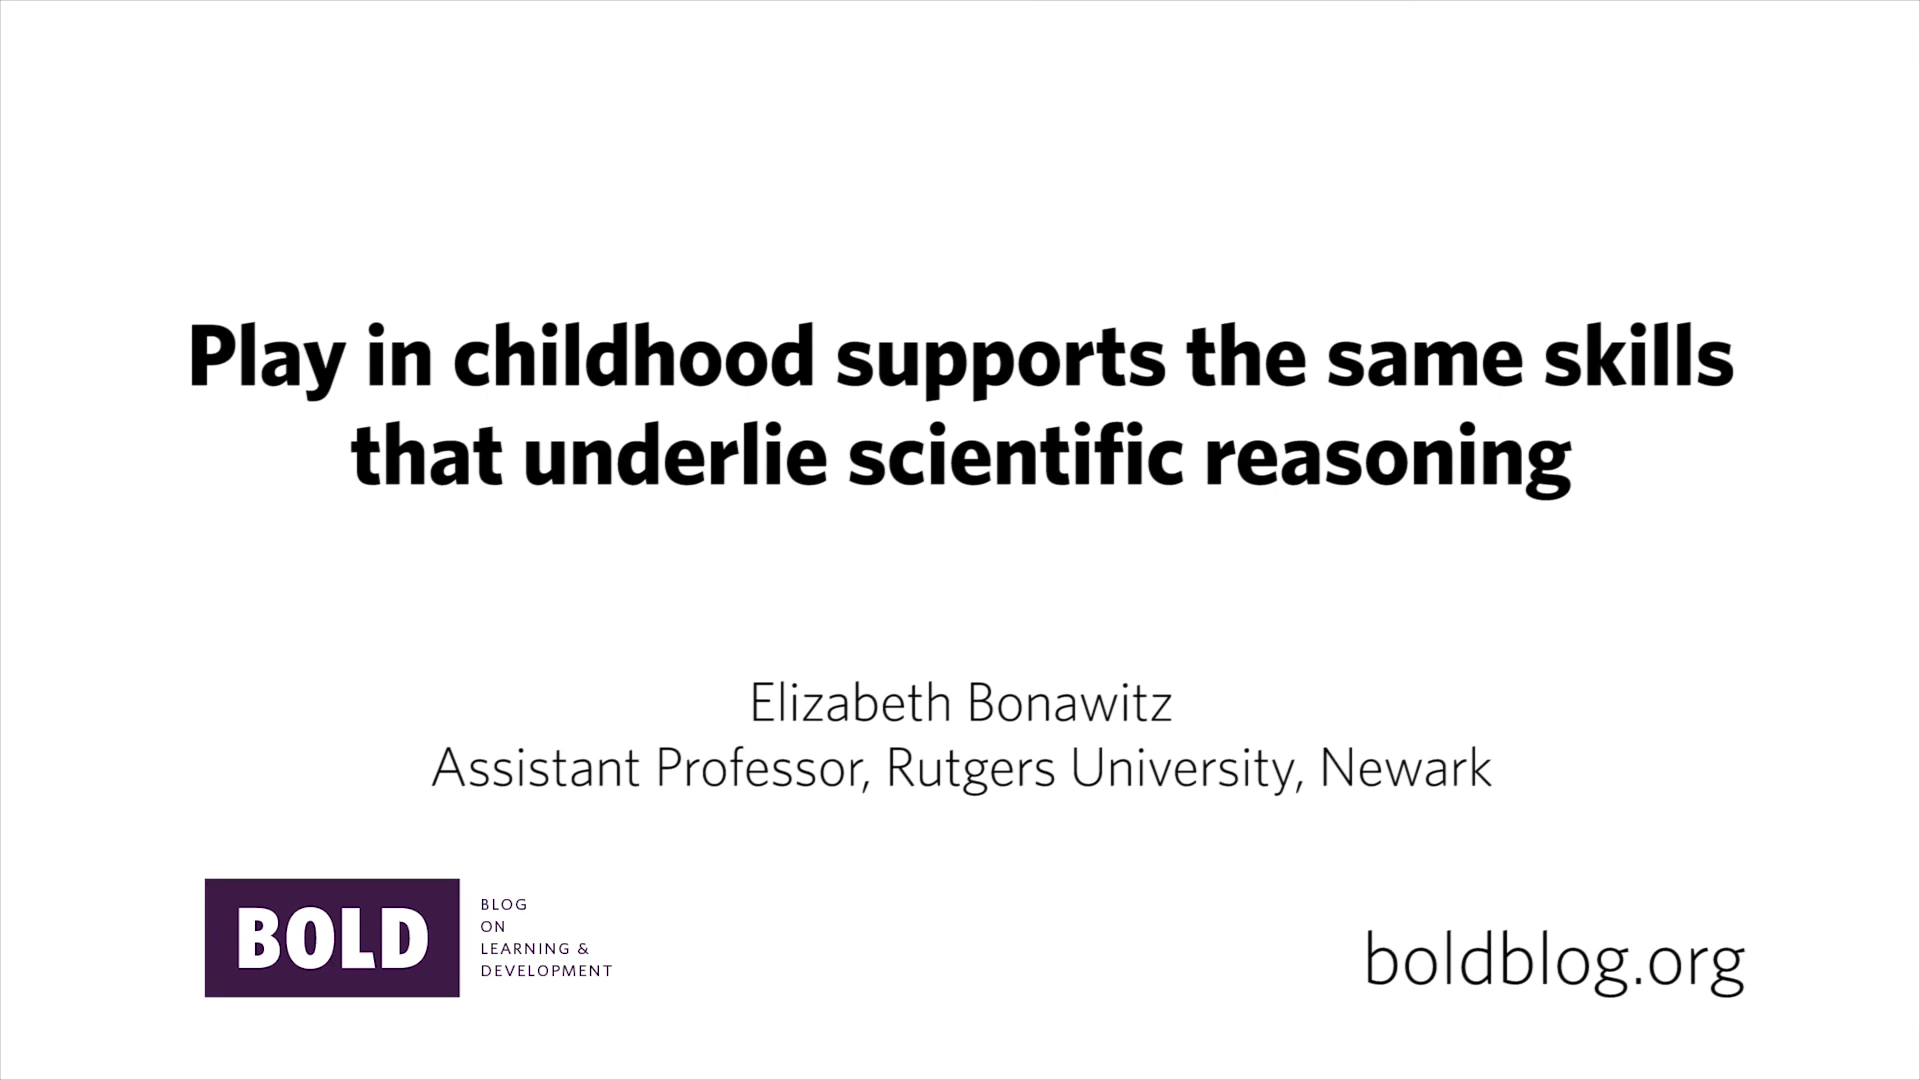 Play in childhood supports the same skills
that underlie scientific reasoning
Elizabeth Bonawitz
Assistant Professor, Rutgers University, Newark
BOLD
BLOG
ON
LEARNING &
DEVELOPMENT
boldblog.org